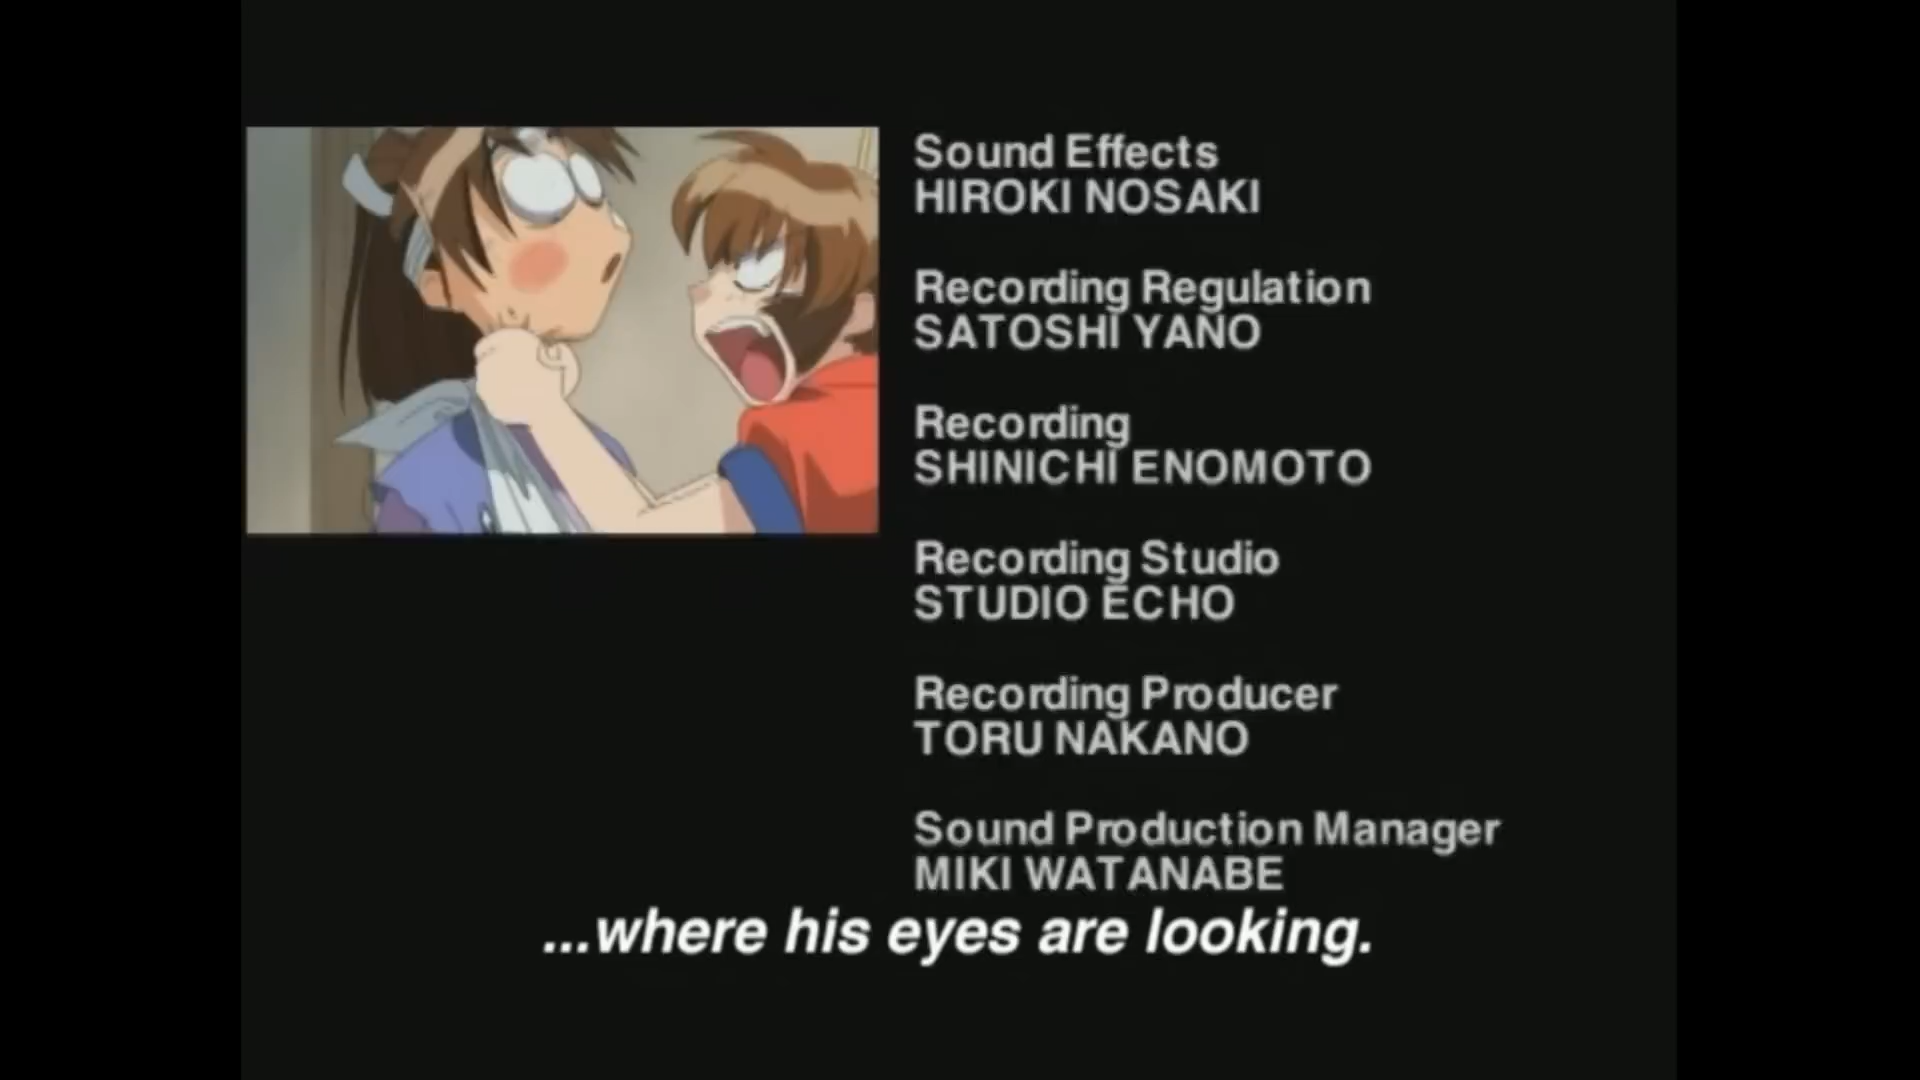 Sound Effects
HIROKI NOSAKI
Recording Regulation
SATOSHI YANO
Recording
SHINICHI ENOMOTO
Recording Studio
STUDIO ECHO
Recording Producer
TORU NAKANO
Sound Production Manager
MIKI WATANABE
...where his eyes are looking.